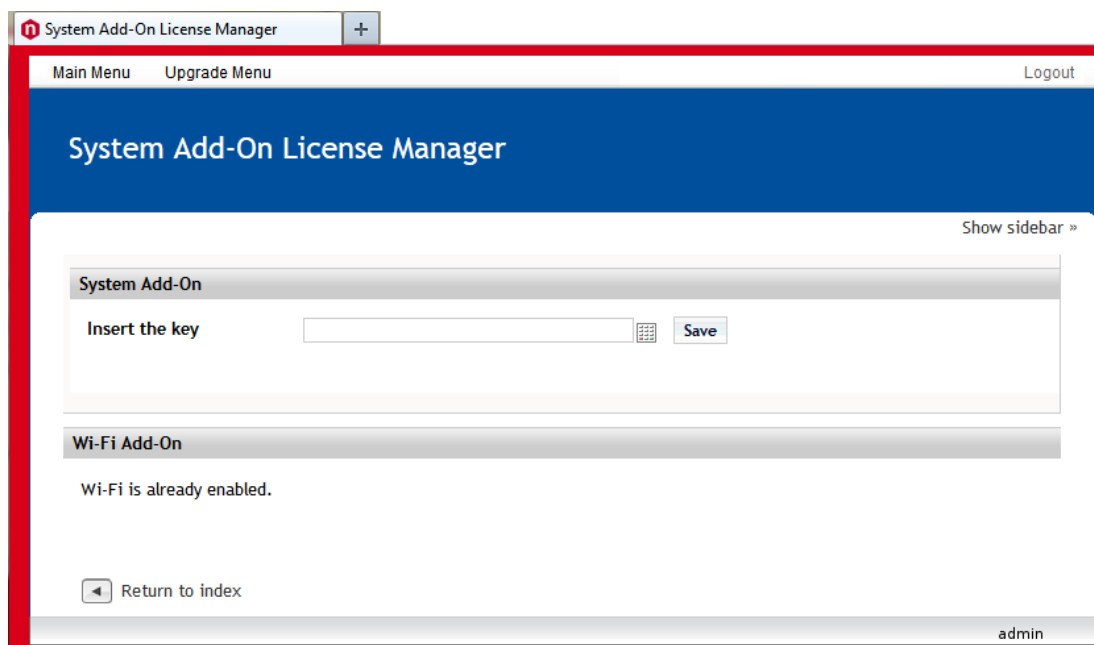 System Add-On License Manager +
Main Menu Upgrade Menu Logout
System Add-On License Manager
Show sidebar »
System Add-On
Insert the key Save
Wi-Fi Add-On
Wi-Fi is already enabled.
Return to index
admin